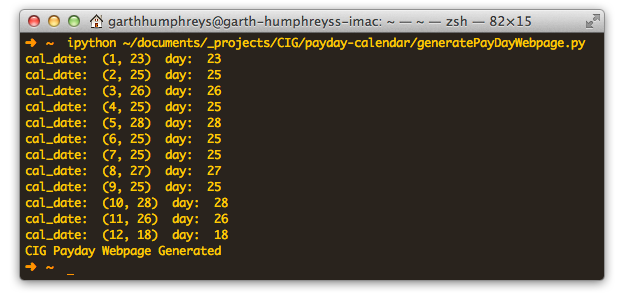 garthhumphreys@garth-humphreyss-imac: ~ — ~ — zsh — 82×15
➜ ~ ipython ~/documents/_projects/CIG/payday-calendar/generatePayDayWebpage.py
cal_date: (1, 23) day: 23
cal_date: (2, 25) day: 25
cal_date: (3, 26) day: 26
cal_date: (4, 25) day: 25
cal_date: (5, 28) day: 28
cal_date: (6, 25) day: 25
cal_date: (7, 25) day: 25
cal_date: (8, 27) day: 27
cal_date: (9, 25) day: 25
cal_date: (10, 28) day: 28
cal_date: (11, 26) day: 26
cal_date: (12, 18) day: 18
CIG Payday Webpage Generated
➜ ~ _